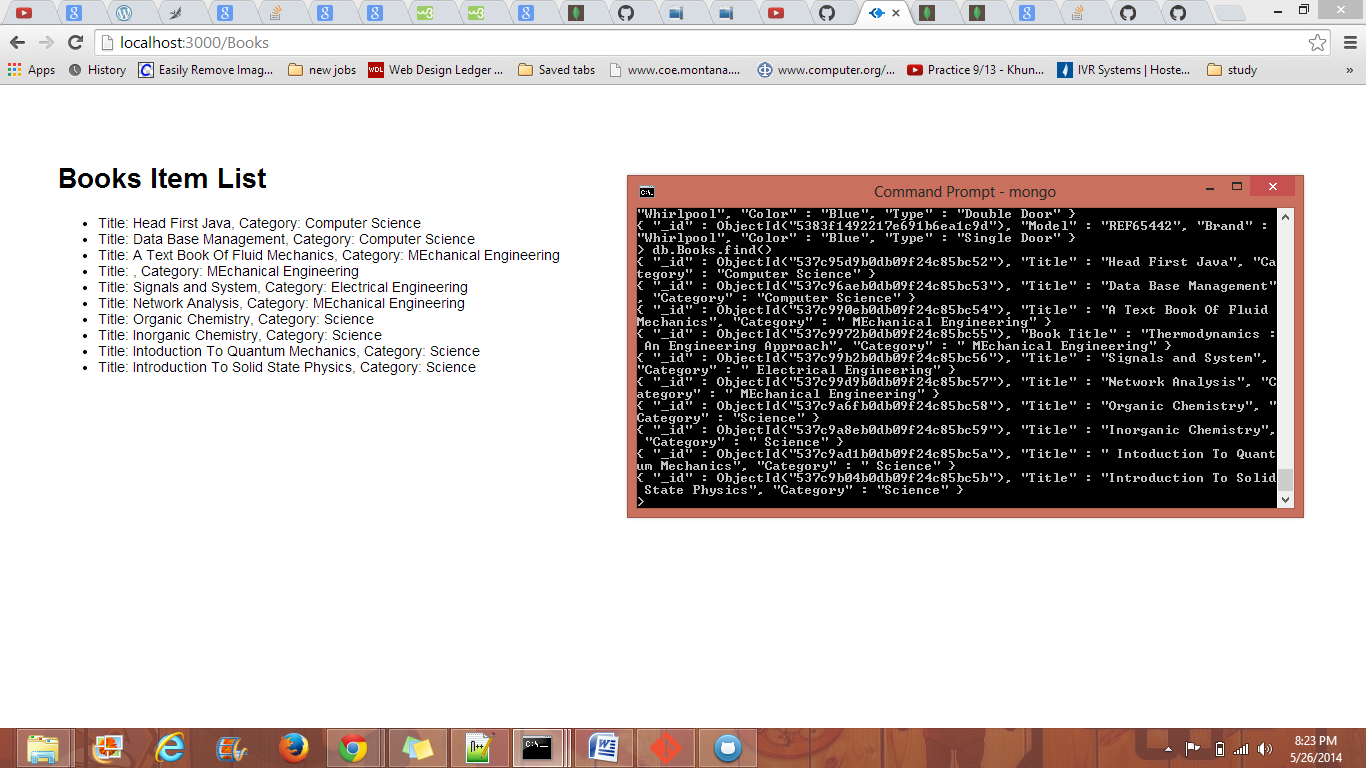 localhost:3000/Books
Apps History Easily Remove Imag... new jobs Web Design Ledger ... Saved tabs www.coe.montana.... www.computer.org/... Practice 9/13 - Khun... IVR Systems | Hoste... study »
Books Item List
Title: Head First Java, Category: Computer Science
Title: Data Base Management, Category: Computer Science
Title: A Text Book Of Fluid Mechanics, Category: MEchanical Engineering
Title: , Category: MEchanical Engineering
Title: Signals and System, Category: Electrical Engineering
Title: Network Analysis, Category: MEchanical Engineering
Title: Organic Chemistry, Category: Science
Title: Inorganic Chemistry, Category: Science
Title: Intoduction To Quantum Mechanics, Category: Science
Title: Introduction To Solid State Physics, Category: Science
Command Prompt - mongo
"Whirlpool", "Color" : "Blue", "Type" : "Double Door" }
{ "_id" : ObjectId("5383f1492217e691b6ea1c9d"), "Model" : "REF65442", "Brand" :
"Whirlpool", "Color" : "Blue", "Type" : "Single Door" }
> db.Books.find()
{ "_id" : ObjectId("537c95d9b0db09f24c85bc52"), "Title" : "Head First Java", "Ca
tegory" : "Computer Science" }
{ "_id" : ObjectId("537c96aeb0db09f24c85bc53"), "Title" : "Data Base Management"
, "Category" : "Computer Science" }
{ "_id" : ObjectId("537c990eb0db09f24c85bc54"), "Title" : "A Text Book Of Fluid
Mechanics", "Category" : " MEchanical Engineering" }
{ "_id" : ObjectId("537c9972b0db09f24c85bc55"), "Book Title" : "Thermodynamics :
 An Engineering Approach", "Category" : " MEchanical Engineering" }
{ "_id" : ObjectId("537c99b2b0db09f24c85bc56"), "Title" : "Signals and System",
"Category" : " Electrical Engineering" }
{ "_id" : ObjectId("537c99d9b0db09f24c85bc57"), "Title" : "Network Analysis", "C
ategory" : " MEchanical Engineering" }
{ "_id" : ObjectId("537c9a6fb0db09f24c85bc58"), "Title" : "Organic Chemistry", "
Category" : "Science" }
{ "_id" : ObjectId("537c9a8eb0db09f24c85bc59"), "Title" : "Inorganic Chemistry",
 "Category" : " Science" }
{ "_id" : ObjectId("537c9ad1b0db09f24c85bc5a"), "Title" : " Intoduction To Quant
um Mechanics", "Category" : " Science" }
{ "_id" : ObjectId("537c9b04b0db09f24c85bc5b"), "Title" : "Introduction To Solid
 State Physics", "Category" : "Science" }
>
8:23 PM
5/26/2014